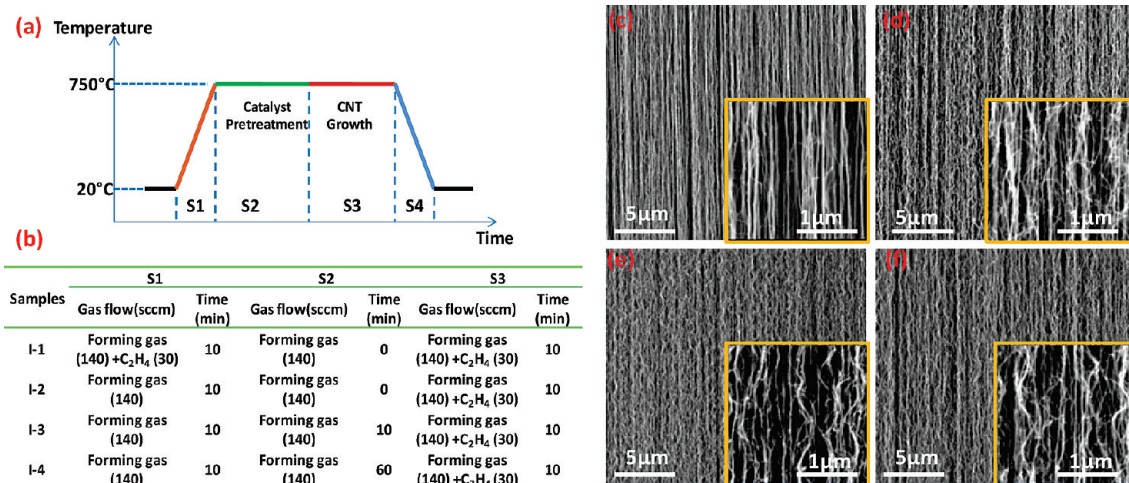 (a)
Temperature
750°C
Catalyst
Pretreatment
CNT
Growth
20°C
S1 S2 S3 S4
Time
(b)
Samples S1 S2 S3
Gas flow(sccm) Time (min) Gas flow(sccm) Time (min) Gas flow(sccm) Time (min)
I-1 Forming gas (140) +C₂H₄ (30) 10 Forming gas (140) 0 Forming gas (140) +C₂H₄ (30) 10
I-2 Forming gas (140) 10 Forming gas (140) 0 Forming gas (140) +C₂H₄ (30) 10
I-3 Forming gas (140) 10 Forming gas (140) 10 Forming gas (140) +C₂H₄ (30) 10
I-4 Forming gas (140) 10 Forming gas (140) 60 Forming gas (140) +C₂H₄ (30) 10
(c)
5μm
1μm
(d)
5μm
1μm
(e)
5μm
1μm
(f)
5μm
1μm